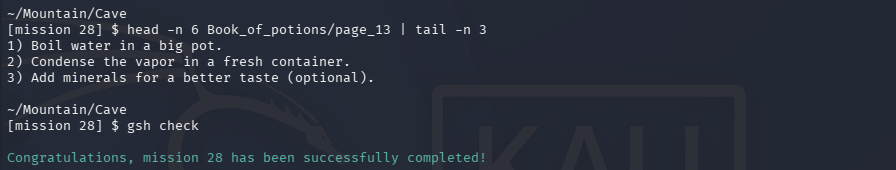 ~/Mountain/Cave
[mission 28] $ head -n 6 Book_of_potions/page_13 | tail -n 3
1) Boil water in a big pot.
2) Condense the vapor in a fresh container.
3) Add minerals for a better taste (optional).
~/Mountain/Cave
[mission 28] $ gsh check
Congratulations, mission 28 has been successfully completed!
KALI